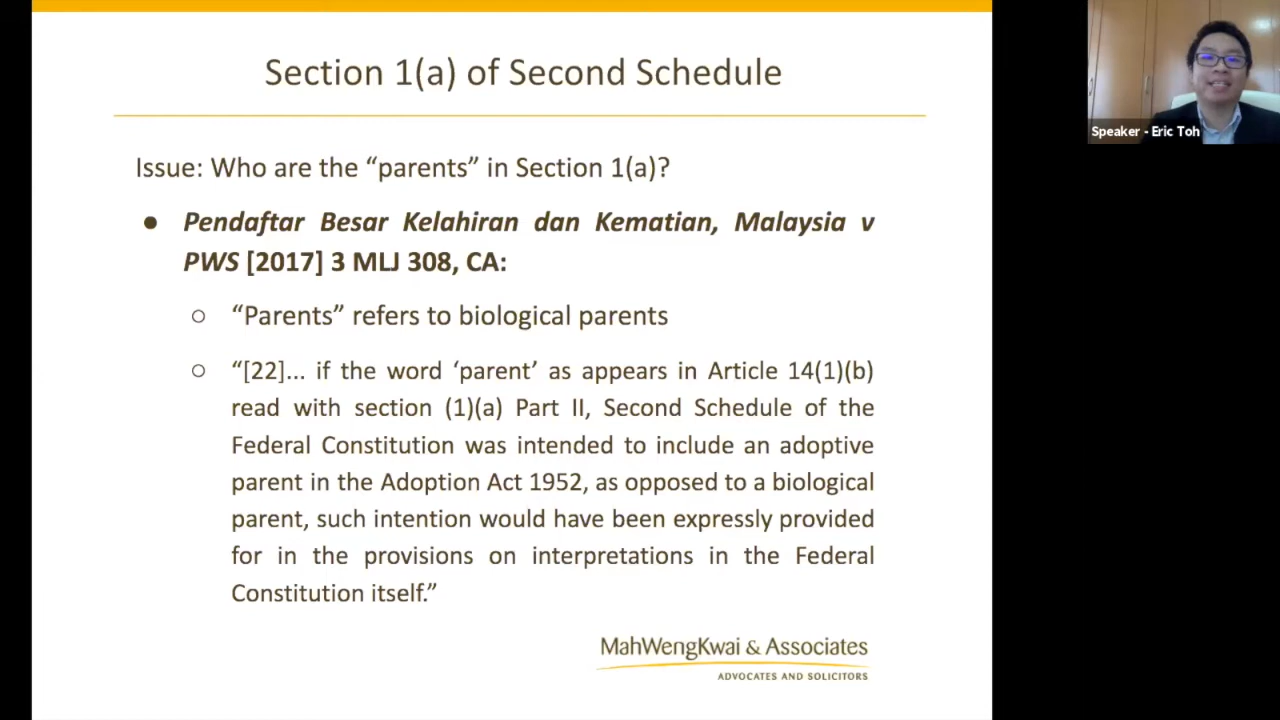 Section 1(a) of Second Schedule
Issue: Who are the “parents” in Section 1(a)?
● Pendaftar Besar Kelahiran dan Kematian, Malaysia v
PWS [2017] 3 MLJ 308, CA:
○ “Parents” refers to biological parents
○ “[22]... if the word ‘parent’ as appears in Article 14(1)(b)
read with section (1)(a) Part II, Second Schedule of the
Federal Constitution was intended to include an adoptive
parent in the Adoption Act 1952, as opposed to a biological
parent, such intention would have been expressly provided
for in the provisions on interpretations in the Federal
Constitution itself.”
MahWengKwai & Associates
ADVOCATES AND SOLICITORS
Speaker - Eric Toh